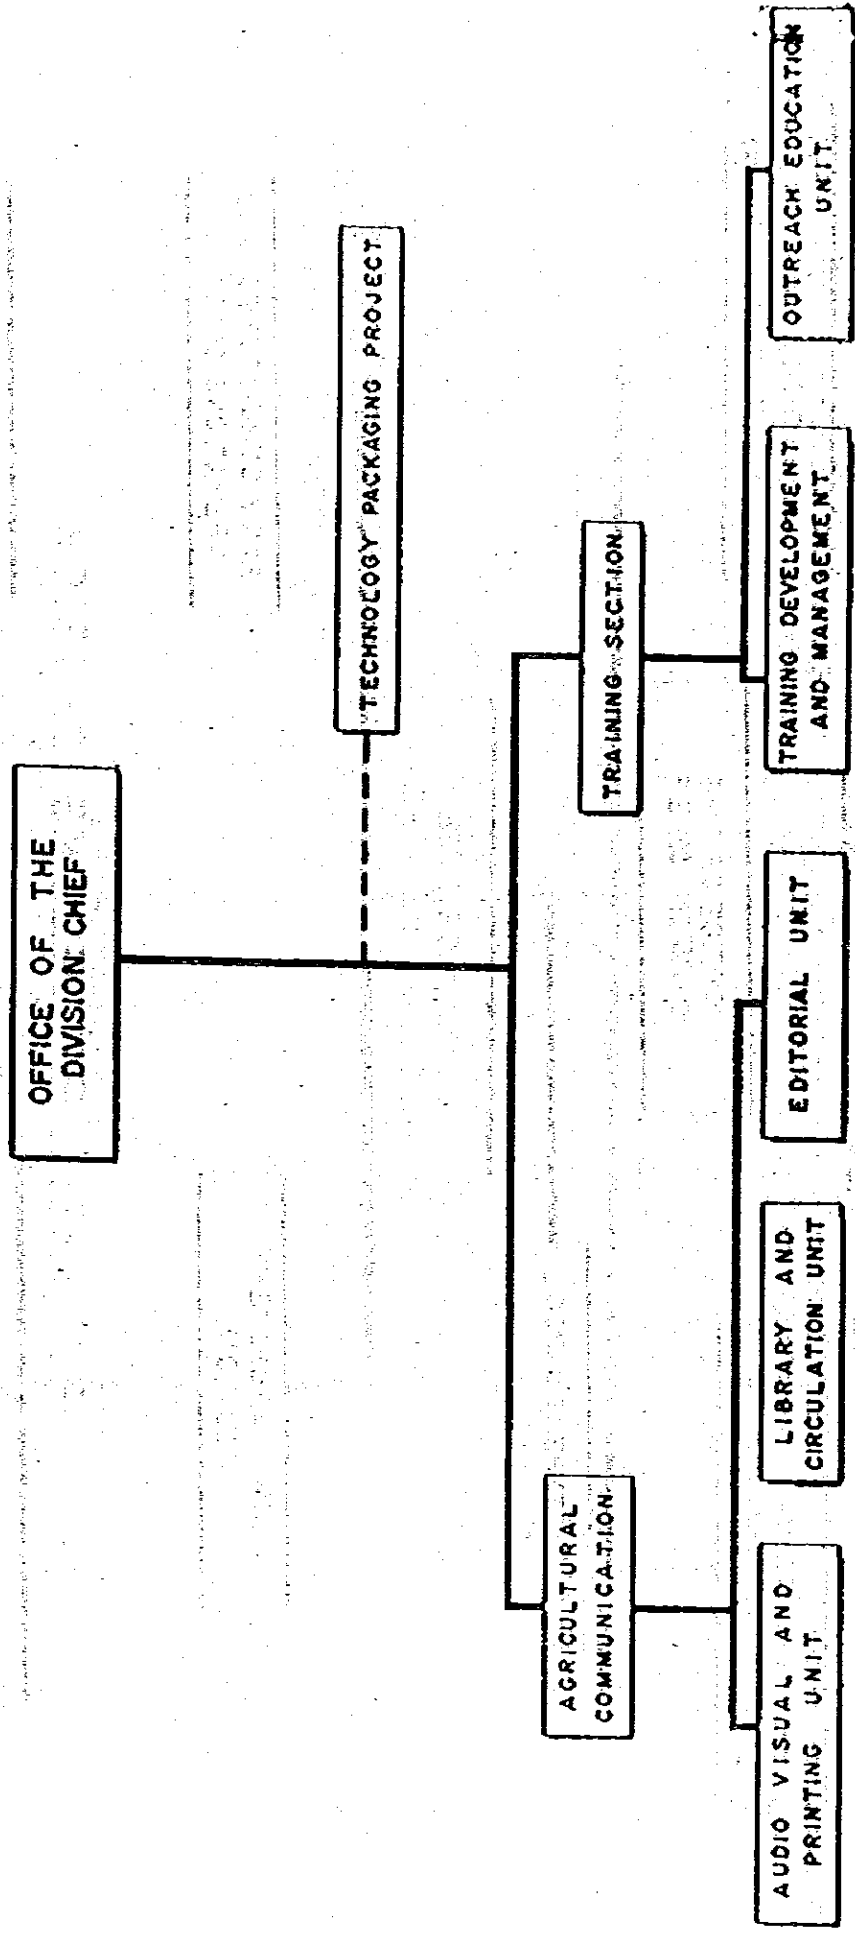 OFFICE OF THE
DIVISION CHIEF
TECHNOLOGY PACKAGING PROJECT
AGRICULTURAL
COMMUNICATION
TRAINING SECTION
AUDIO VISUAL AND
PRINTING UNIT
LIBRARY AND
CIRCULATION UNIT
EDITORIAL UNIT
TRAINING DEVELOPMENT
AND MANAGEMENT
OUTREACH EDUCATION
UNIT